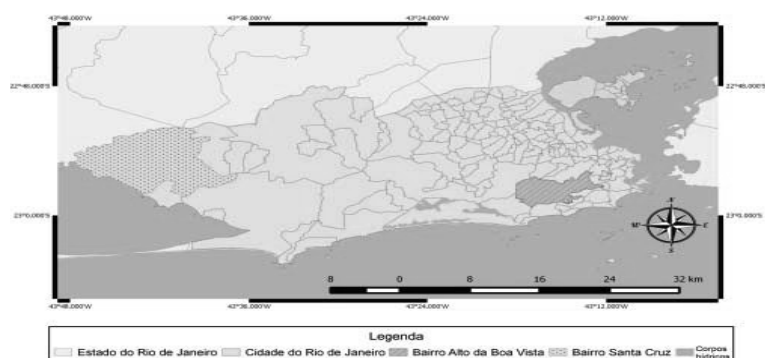 43°48.000'W 43°36.000'W 43°24.000'W 43°12.000'W
22°48.000'S 22°48.000'S
23°0.000'S 23°0.000'S
N
W E
S
8 0 8 16 24 32 km
43°48.000'W 43°36.000'W 43°24.000'W 43°12.000'W
Legenda
Estado do Rio de Janeiro Cidade do Rio de Janeiro Bairro Alto da Boa Vista Bairro Santa Cruz Corpos
hídricos